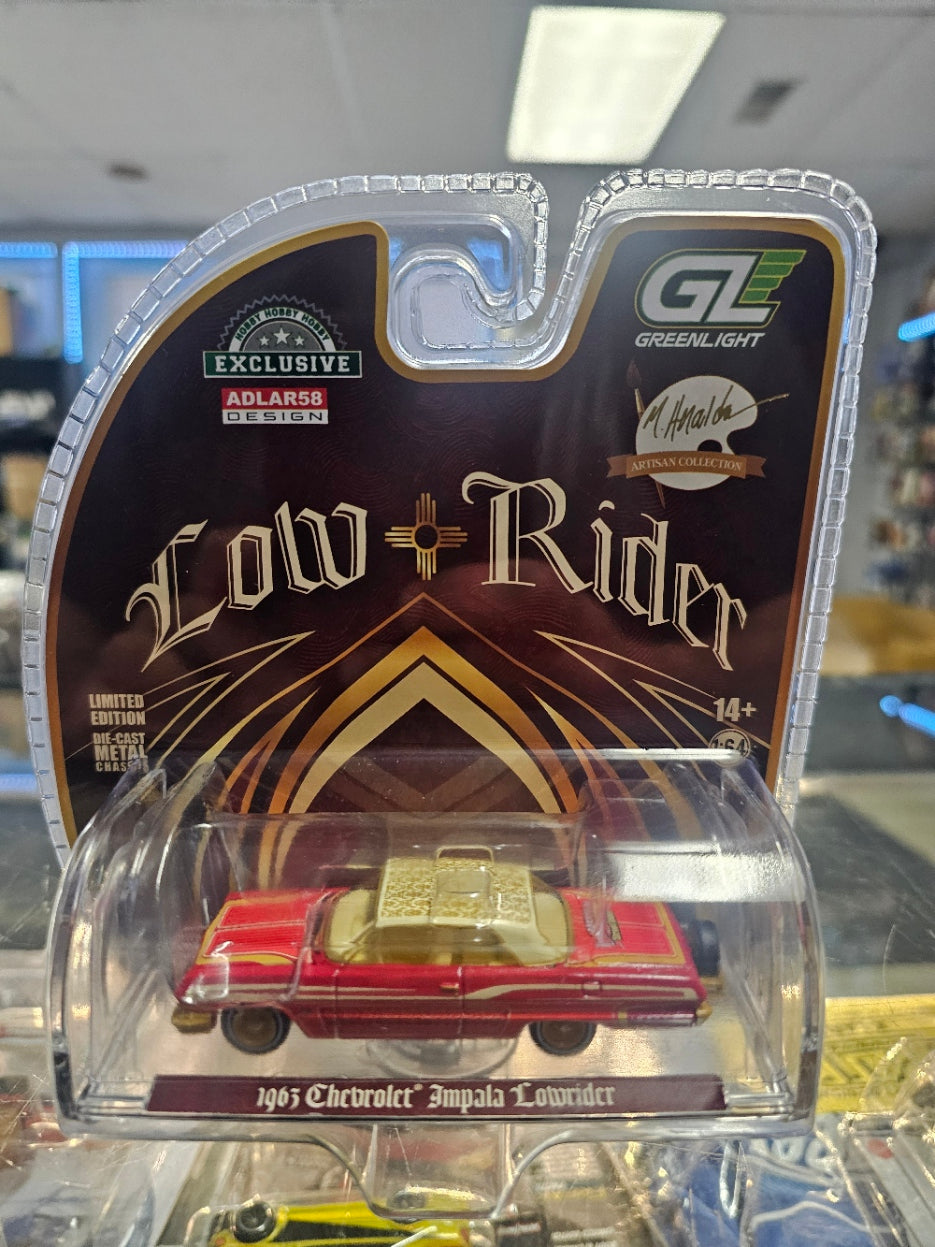 HOBBY HOBBY HOBBY
EXCLUSIVE
ADLAR58
DESIGN
GL
GREENLIGHT
ARTISAN COLLECTION
Low Rider
LIMITED
EDITION
DIE-CAST
METAL
CHASSIS
14+
1:64
1963 Chevrolet® Impala Lowrider